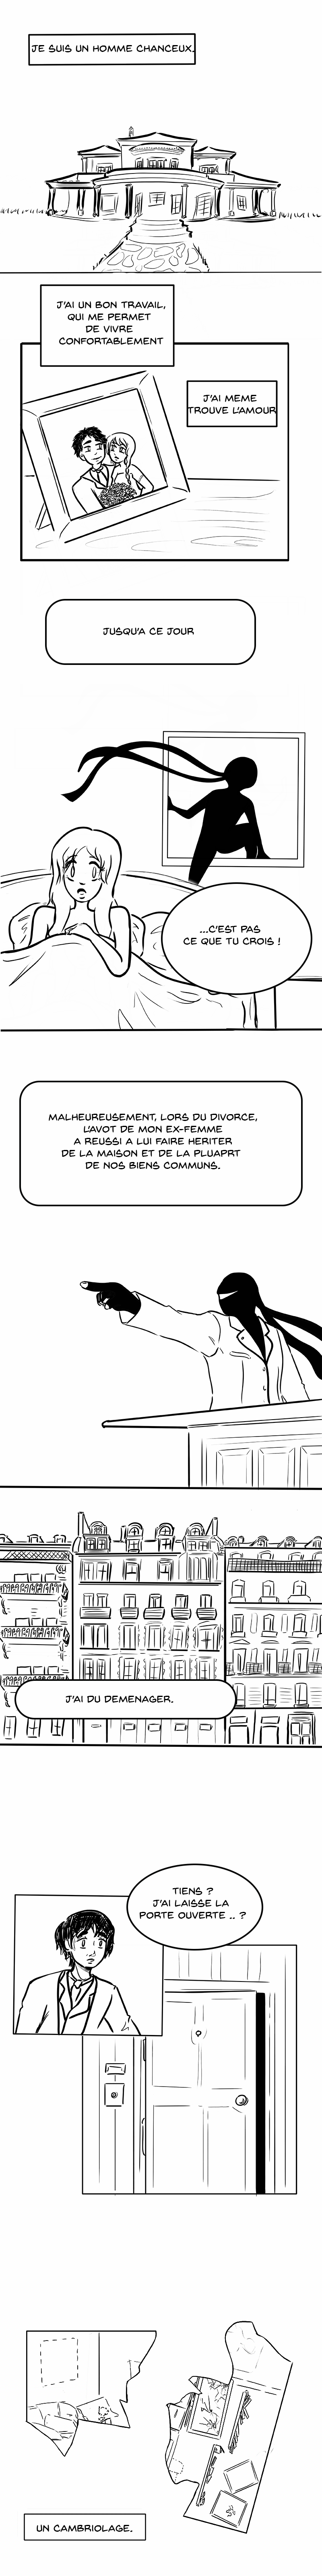 JE SUIS UN HOMME CHANCEUX.
J'AI UN BON TRAVAIL,
QUI ME PERMET
DE VIVRE
CONFORTABLEMENT
J'AI MEME
TROUVE L'AMOUR
JUSQU'A CE JOUR
...C'EST PAS
CE QUE TU CROIS !
MALHEUREUSEMENT, LORS DU DIVORCE,
L'AVOT DE MON EX-FEMME
A REUSSI A LUI FAIRE HERITER
DE LA MAISON ET DE LA PLUAPRT
DE NOS BIENS COMMUNS.
J'AI DU DEMENAGER.
TIENS ?
J'AI LAISSE LA
PORTE OUVERTE .. ?
UN CAMBRIOLAGE.